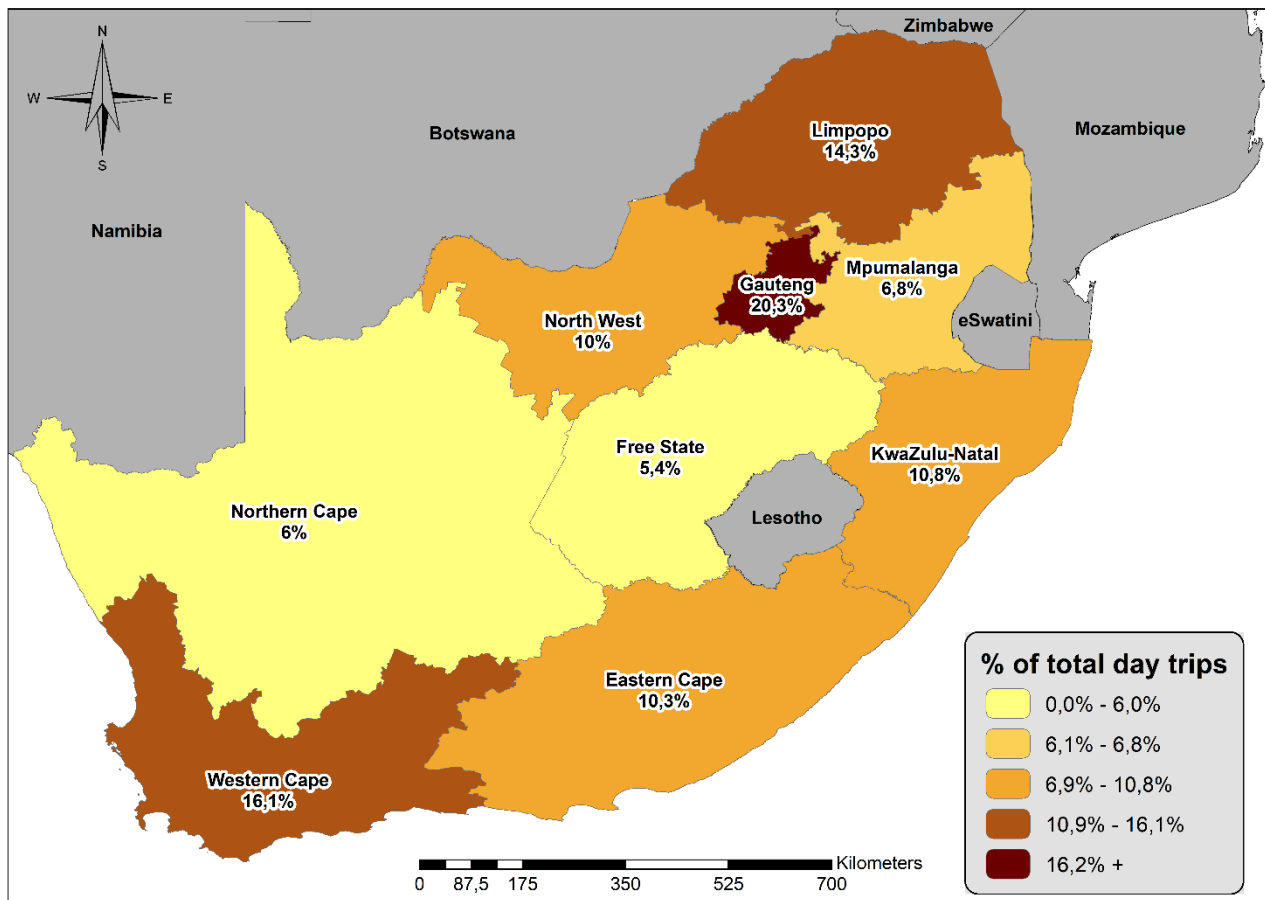 N
W
E
S
Zimbabwe
Botswana
Mozambique
Namibia
Limpopo
14,3%
Mpumalanga
6,8%
Gauteng
20,3%
eSwatini
North West
10%
Free State
5,4%
KwaZulu-Natal
10,8%
Northern Cape
6%
Lesotho
Eastern Cape
10,3%
Western Cape
16,1%
% of total day trips
0,0% - 6,0%
6,1% - 6,8%
6,9% - 10,8%
10,9% - 16,1%
16,2% +
Kilometers
0 87,5 175 350 525 700